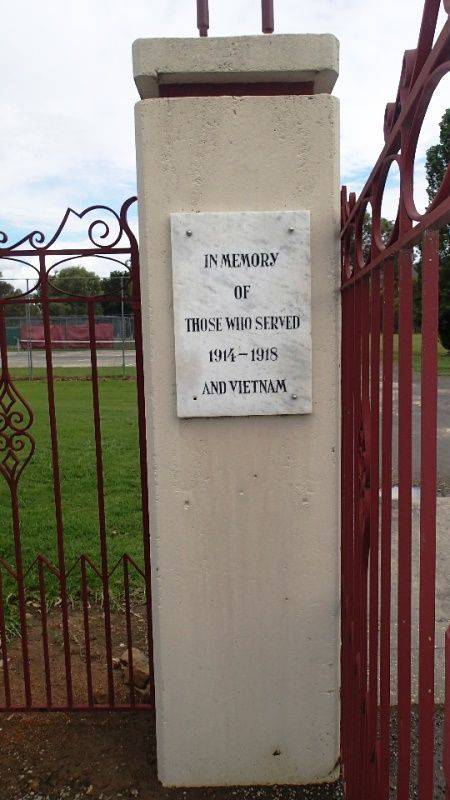 IN MEMORY
OF
THOSE WHO SERVED
1914-1918
AND VIETNAM